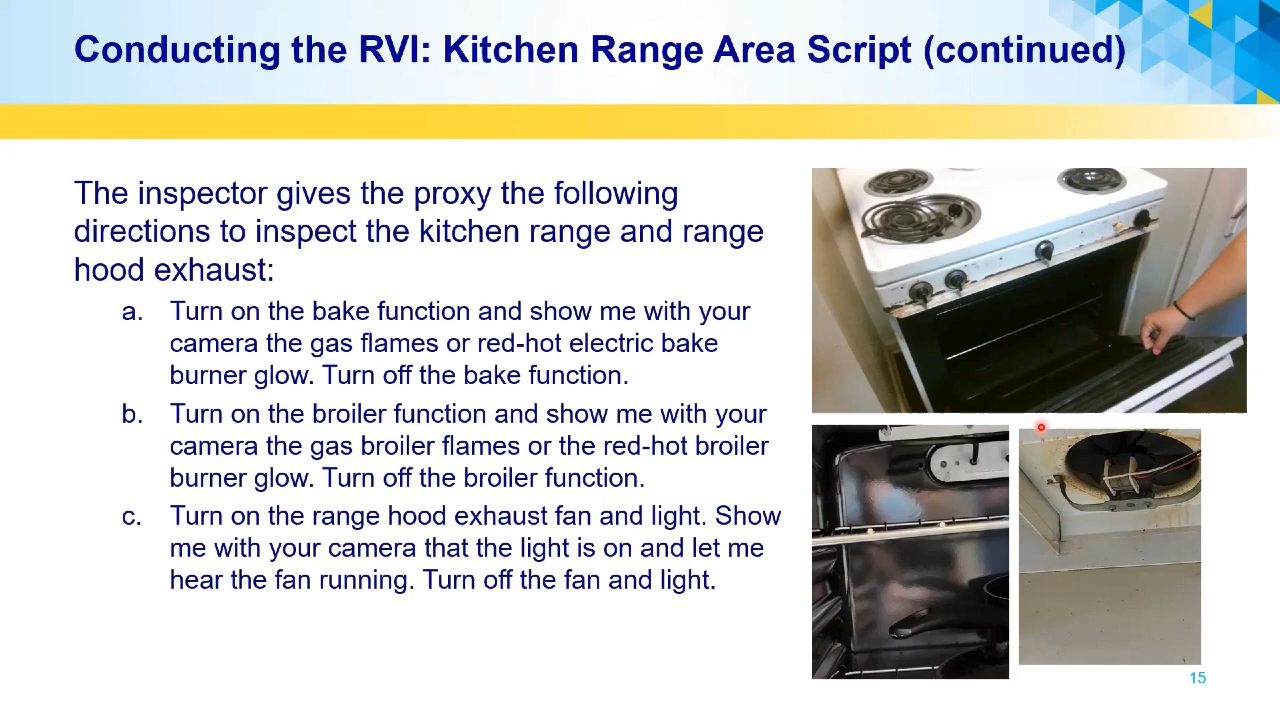 Conducting the RVI: Kitchen Range Area Script (continued)
The inspector gives the proxy the following
directions to inspect the kitchen range and range
hood exhaust:
a. Turn on the bake function and show me with your
camera the gas flames or red-hot electric bake
burner glow. Turn off the bake function.
b. Turn on the broiler function and show me with your
camera the gas broiler flames or the red-hot broiler
burner glow. Turn off the broiler function.
c. Turn on the range hood exhaust fan and light. Show
me with your camera that the light is on and let me
hear the fan running. Turn off the fan and light.
15